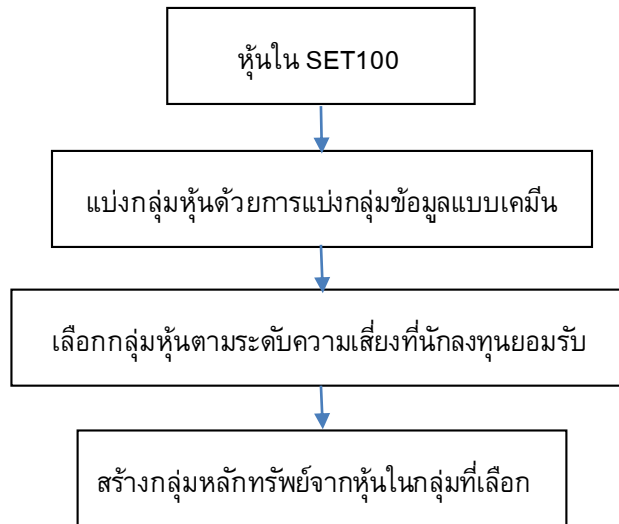 หุ้นใน SET100
แบ่งกลุ่มหุ้นด้วยการแบ่งกลุ่มข้อมูลแบบเคมีน
เลือกกลุ่มหุ้นตามระดับความเสี่ยงที่นักลงทุนยอมรับ
สร้างกลุ่มหลักทรัพย์จากหุ้นในกลุ่มที่เลือก